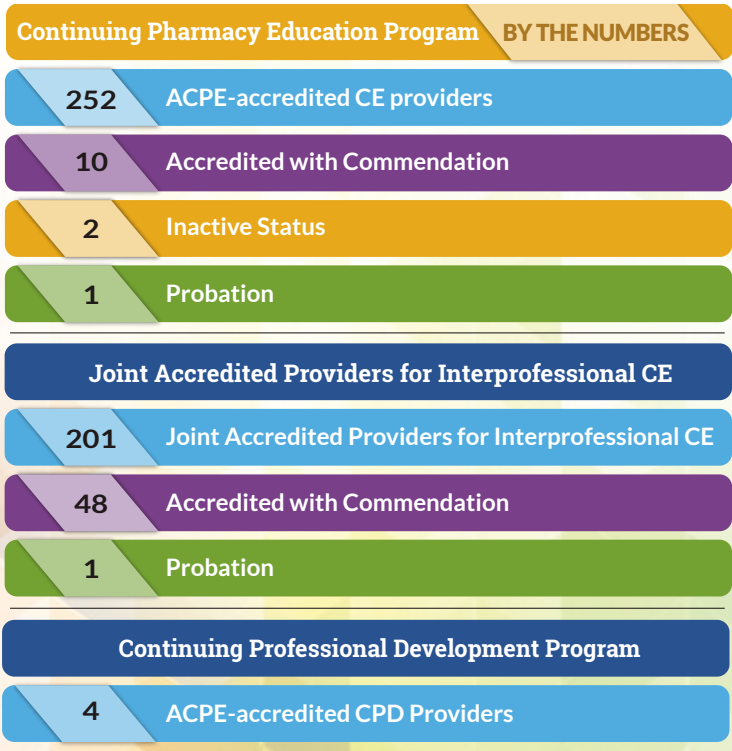 Continuing Pharmacy Education Program BY THE NUMBERS
252 ACPE-accredited CE providers
10 Accredited with Commendation
2 Inactive Status
1 Probation
Joint Accredited Providers for Interprofessional CE
201 Joint Accredited Providers for Interprofessional CE
48 Accredited with Commendation
1 Probation
Continuing Professional Development Program
4 ACPE-accredited CPD Providers